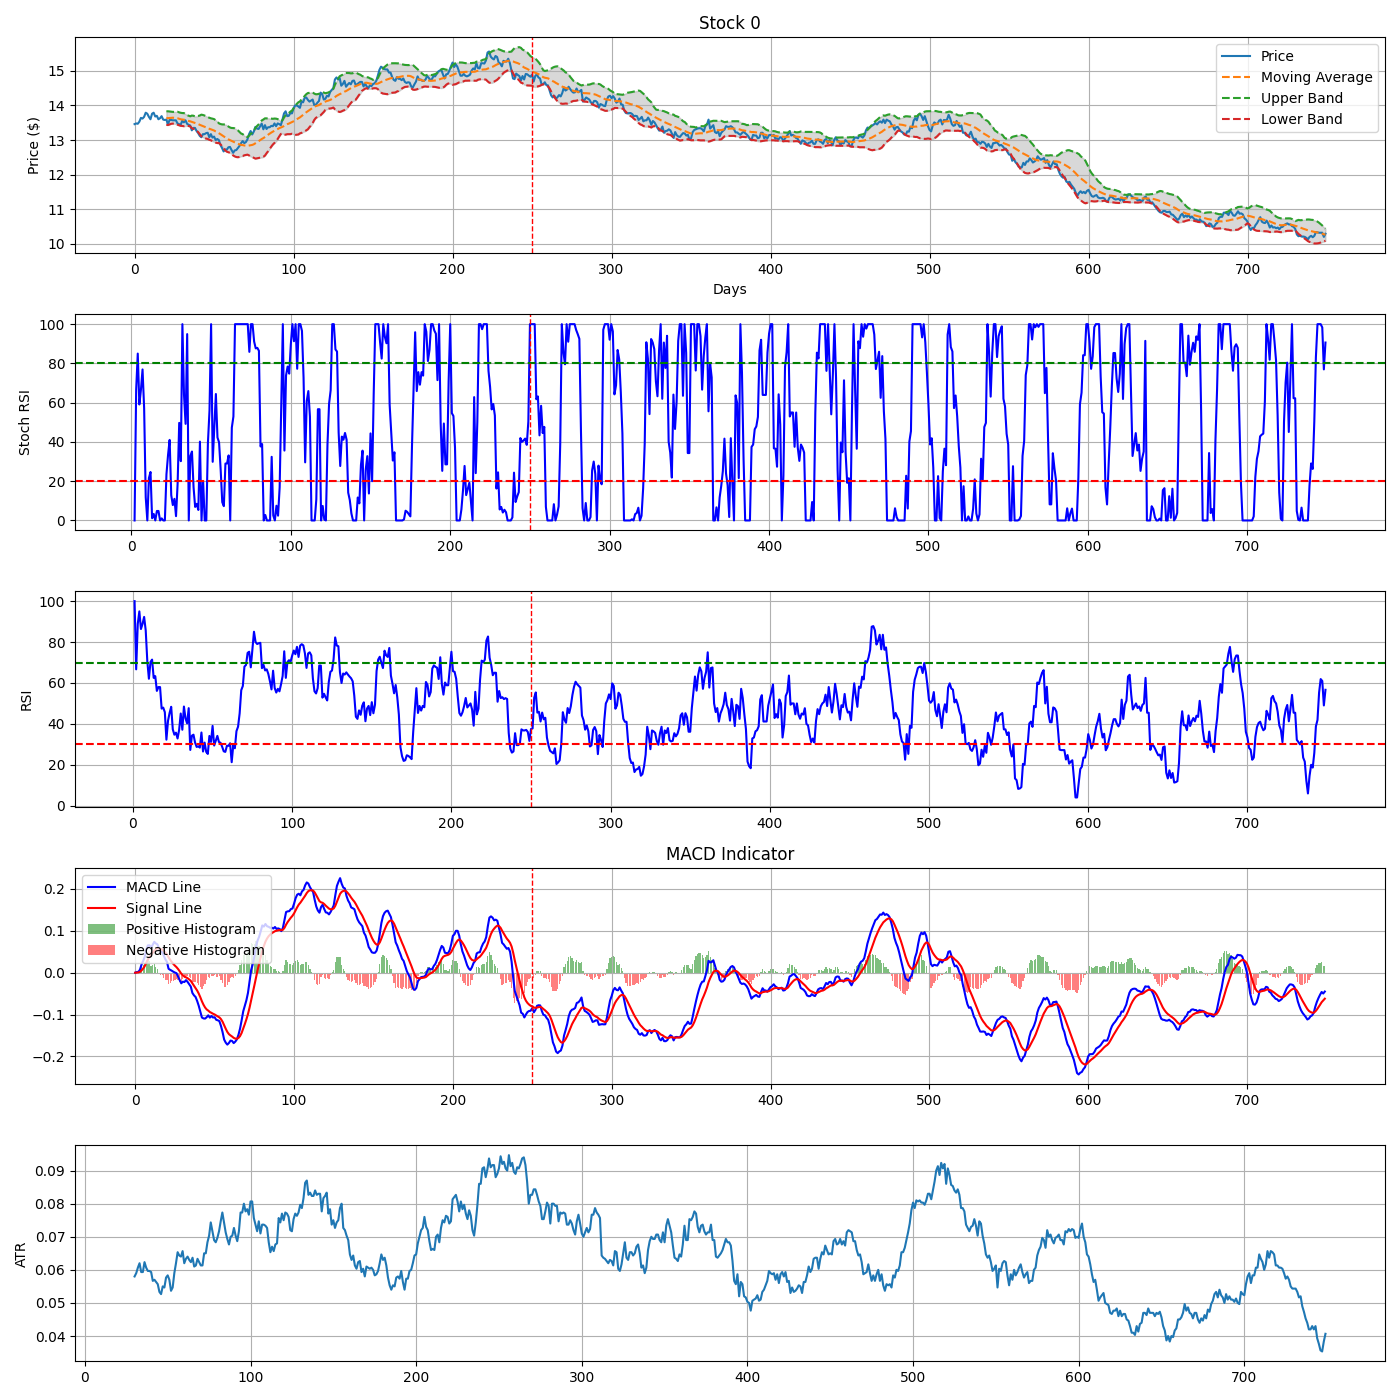 Stock 0
Price ($)
15
14
13
12
11
10
Price
Moving Average
Upper Band
Lower Band
0 100 200 300 400 500 600 700
Days
Stoch RSI
100
80
60
40
20
0
0 100 200 300 400 500 600 700
RSI
100
80
60
40
20
0
0 100 200 300 400 500 600 700
MACD Indicator
0.2
0.1
0.0
−0.1
−0.2
MACD Line
Signal Line
Positive Histogram
Negative Histogram
0 100 200 300 400 500 600 700
ATR
0.09
0.08
0.07
0.06
0.05
0.04
0 100 200 300 400 500 600 700